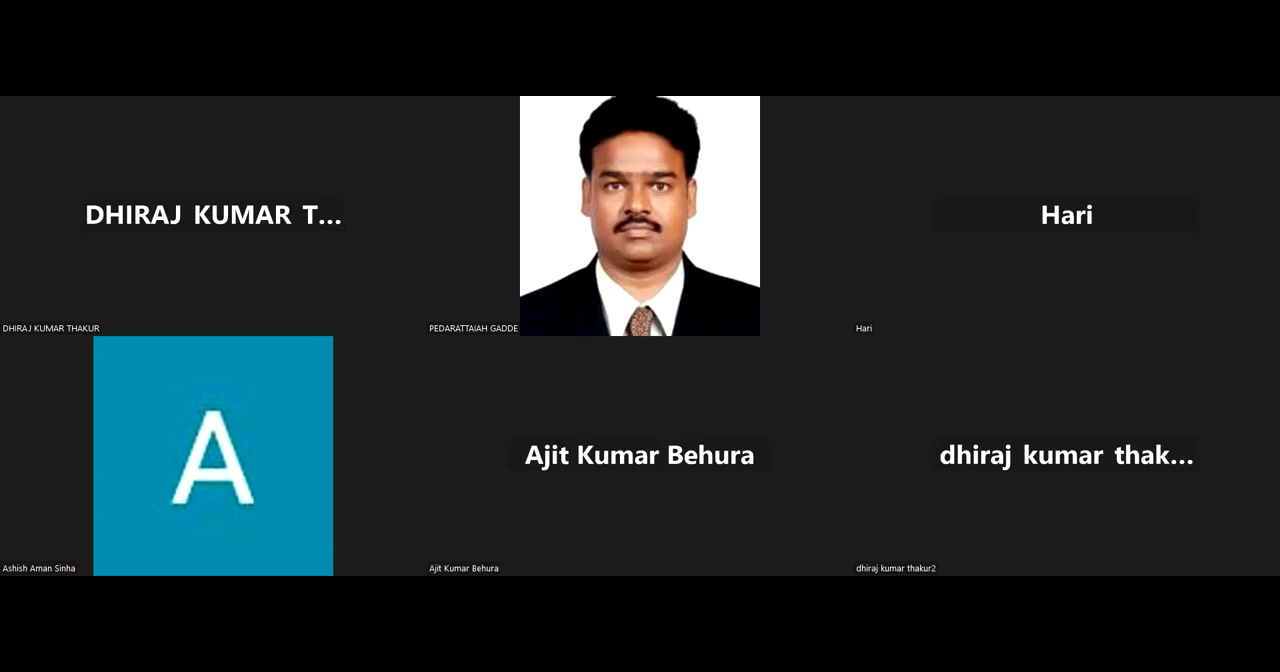 DHIRAJ KUMAR T...
Hari
DHIRAJ KUMAR THAKUR
PEDARATTAIAH GADDE
Hari
A
Ajit Kumar Behura
dhiraj kumar thak...
Ashish Aman Sinha
Ajit Kumar Behura
dhiraj kumar thakur2